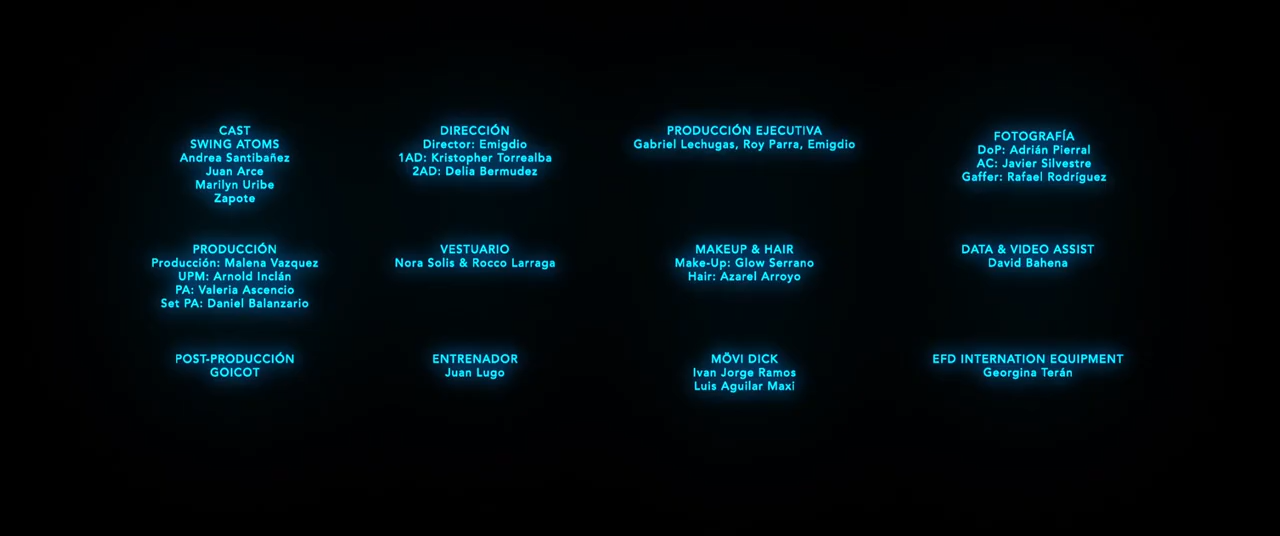 CAST
SWING ATOMS
Andrea Santibañez
Juan Arce
Marilyn Uribe
Zapote
DIRECCIÓN
Director: Emigdio
1AD: Kristopher Torrealba
2AD: Delia Bermudez
PRODUCCIÓN EJECUTIVA
Gabriel Lechugas, Roy Parra, Emigdio
FOTOGRAFÍA
DoP: Adrián Pierral
AC: Javier Silvestre
Gaffer: Rafael Rodríguez
PRODUCCIÓN
Producción: Malena Vazquez
UPM: Arnold Inclán
PA: Valeria Ascencio
Set PA: Daniel Balanzario
VESTUARIO
Nora Solis & Rocco Larraga
MAKEUP & HAIR
Make-Up: Glow Serrano
Hair: Azarel Arroyo
DATA & VIDEO ASSIST
David Bahena
POST-PRODUCCIÓN
GOICOT
ENTRENADOR
Juan Lugo
MÖVI DICK
Ivan Jorge Ramos
Luis Aguilar Maxi
EFD INTERNATION EQUIPMENT
Georgina Terán